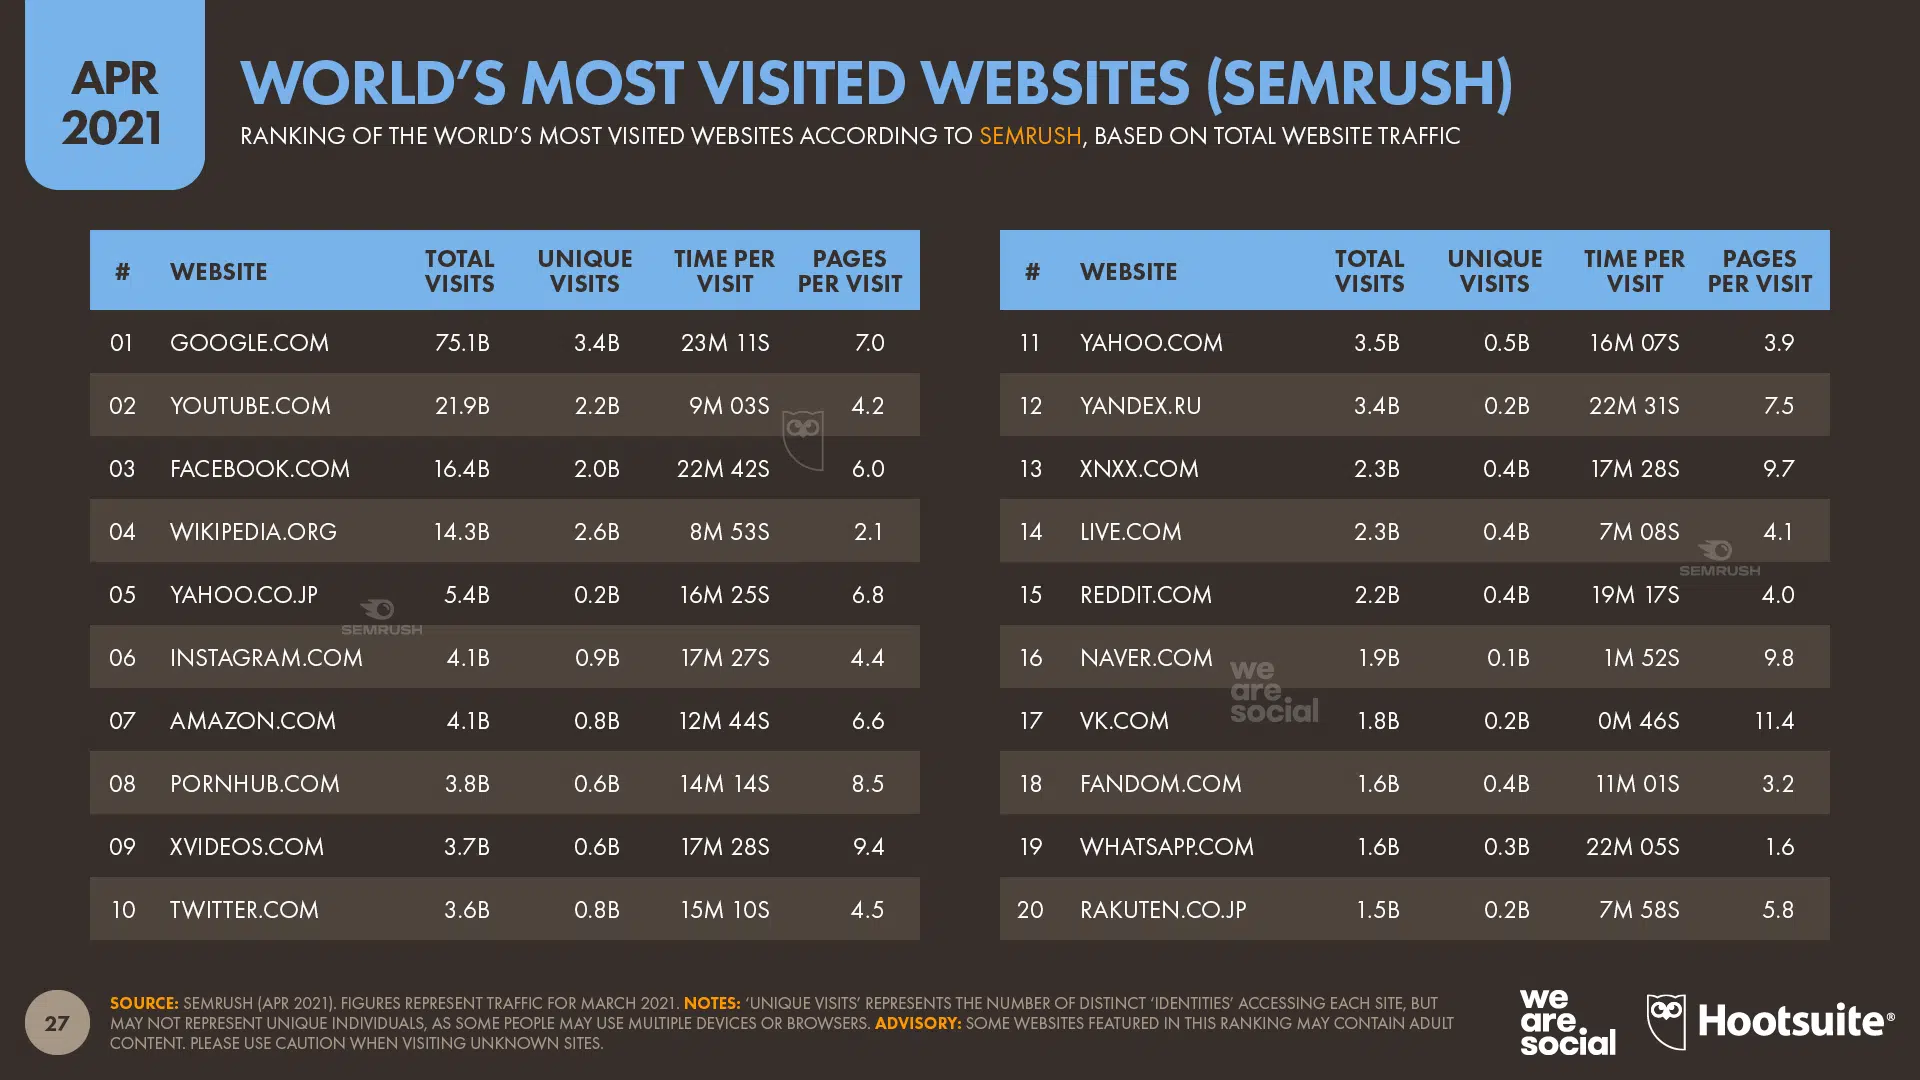 APR
2021
WORLD'S MOST VISITED WEBSITES (SEMRUSH)
RANKING OF THE WORLD'S MOST VISITED WEBSITES ACCORDING TO SEMRUSH, BASED ON TOTAL WEBSITE TRAFFIC
# WEBSITE TOTAL VISITS UNIQUE VISITS TIME PER VISIT PAGES PER VISIT
01 GOOGLE.COM 75.1B 3.4B 23M 11S 7.0
02 YOUTUBE.COM 21.9B 2.2B 9M 03S 4.2
03 FACEBOOK.COM 16.4B 2.0B 22M 42S 6.0
04 WIKIPEDIA.ORG 14.3B 2.6B 8M 53S 2.1
05 YAHOO.CO.JP 5.4B 0.2B 16M 25S 6.8
SEMRUSH
06 INSTAGRAM.COM 4.1B 0.9B 17M 27S 4.4
07 AMAZON.COM 4.1B 0.8B 12M 44S 6.6
08 PORNHUB.COM 3.8B 0.6B 14M 14S 8.5
09 XVIDEOS.COM 3.7B 0.6B 17M 28S 9.4
10 TWITTER.COM 3.6B 0.8B 15M 10S 4.5
# WEBSITE TOTAL VISITS UNIQUE VISITS TIME PER VISIT PAGES PER VISIT
11 YAHOO.COM 3.5B 0.5B 16M 07S 3.9
12 YANDEX.RU 3.4B 0.2B 22M 31S 7.5
13 XNXX.COM 2.3B 0.4B 17M 28S 9.7
14 LIVE.COM 2.3B 0.4B 7M 08S 4.1
SEMRUSH
15 REDDIT.COM 2.2B 0.4B 19M 17S 4.0
16 NAVER.COM 1.9B 0.1B 1M 52S 9.8
we
are
social
17 VK.COM 1.8B 0.2B 0M 46S 11.4
18 FANDOM.COM 1.6B 0.4B 11M 01S 3.2
19 WHATSAPP.COM 1.6B 0.3B 22M 05S 1.6
20 RAKUTEN.CO.JP 1.5B 0.2B 7M 58S 5.8
27
SOURCE: SEMRUSH (APR 2021). FIGURES REPRESENT TRAFFIC FOR MARCH 2021. NOTES: 'UNIQUE VISITS' REPRESENTS THE NUMBER OF DISTINCT 'IDENTITIES' ACCESSING EACH SITE, BUT
MAY NOT REPRESENT UNIQUE INDIVIDUALS, AS SOME PEOPLE MAY USE MULTIPLE DEVICES OR BROWSERS. ADVISORY: SOME WEBSITES FEATURED IN THIS RANKING MAY CONTAIN ADULT
CONTENT. PLEASE USE CAUTION WHEN VISITING UNKNOWN SITES.
we
are
social
Hootsuite®